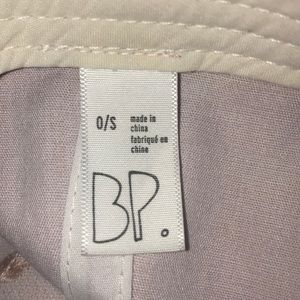 O/S
made in
china
fabriqué en
chine
BP.